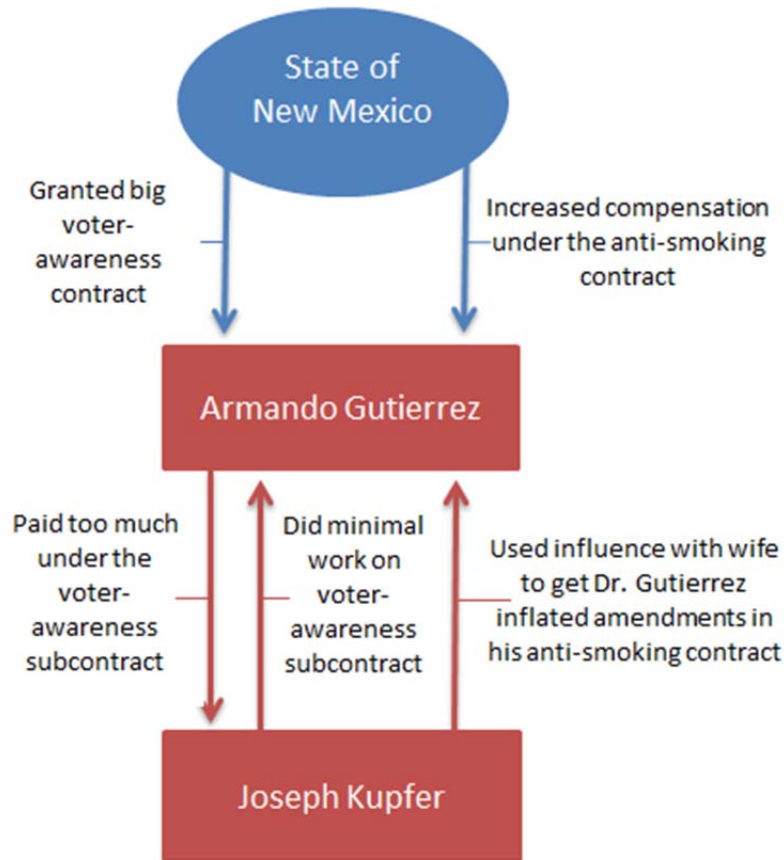 State of
New Mexico
Granted big
voter-
awareness
contract
Increased compensation
under the anti-smoking
contract
Armando Gutierrez
Paid too much
under the
voter-
awareness
subcontract
Did minimal
work on
voter-
awareness
subcontract
Used influence with wife
to get Dr. Gutierrez
inflated amendments in
his anti-smoking contract
Joseph Kupfer